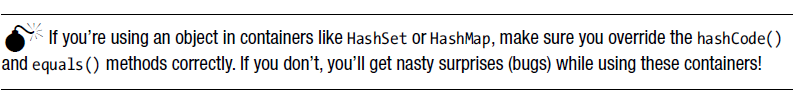 If you’re using an object in containers like HashSet or HashMap, make sure you override the hashCode()
and equals() methods correctly. If you don’t, you’ll get nasty surprises (bugs) while using these containers!